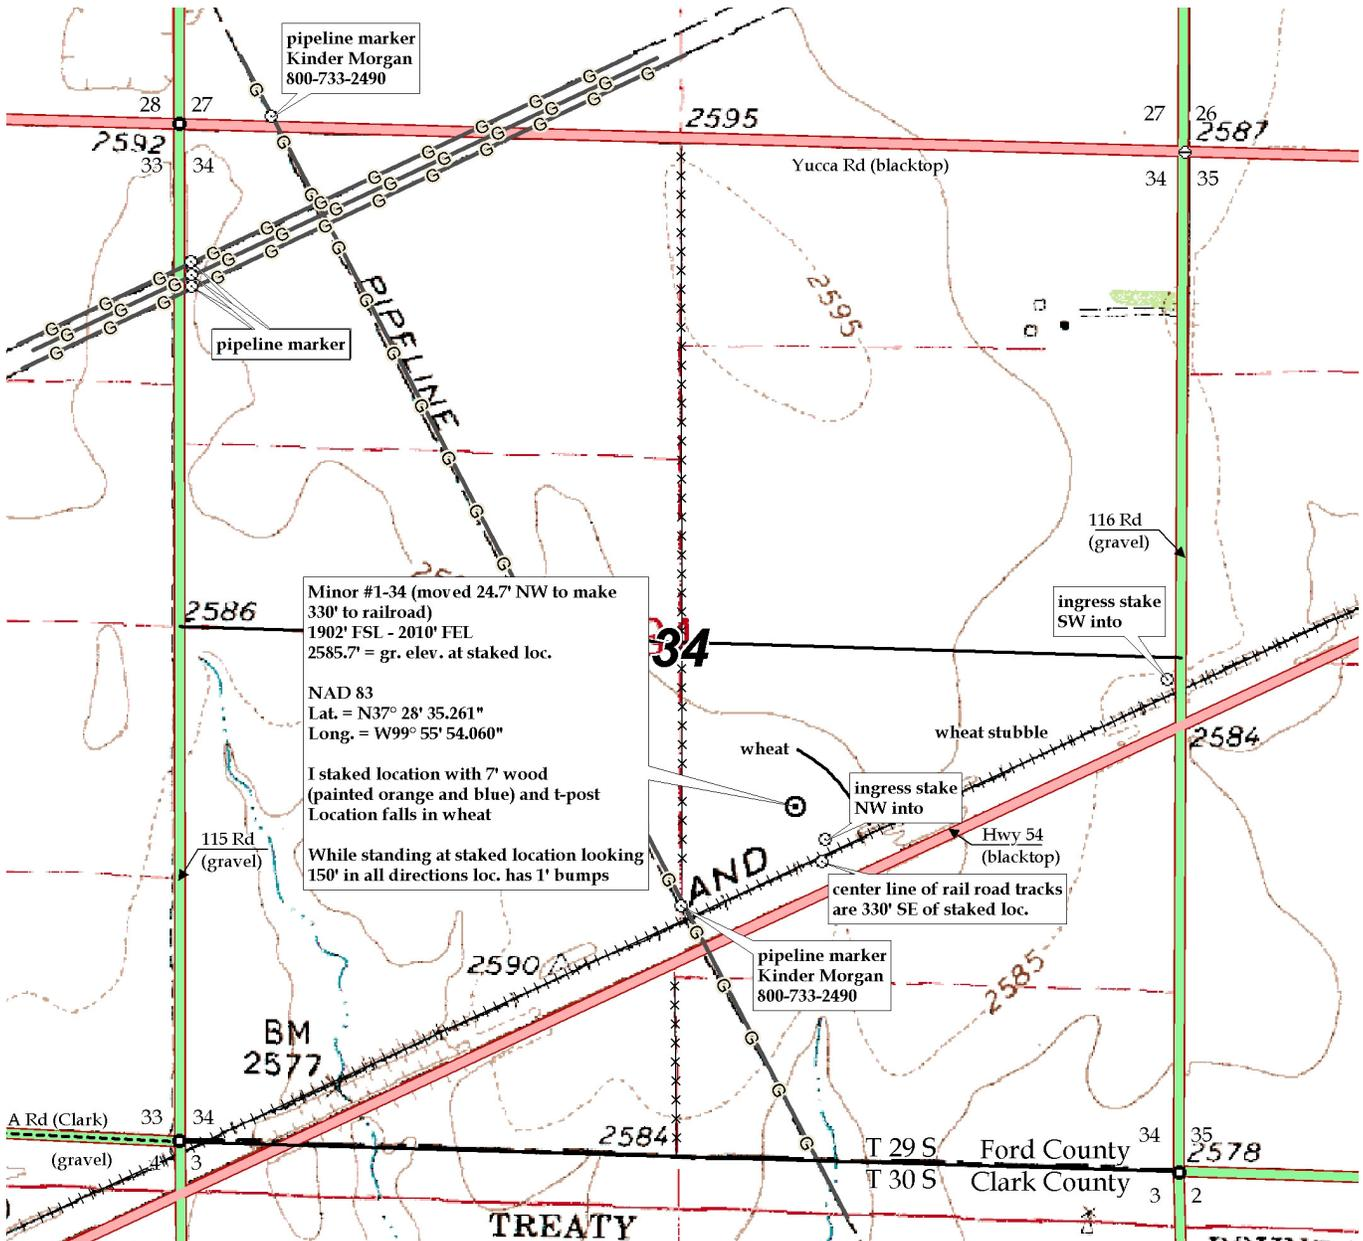 pipeline marker
Kinder Morgan
800-733-2490
28 27
33 34
2592
2595
27 26
2587
34 35
Yucca Rd (blacktop)
2595
PIPELINE
pipeline marker
116 Rd
(gravel)
ingress stake
SW into
2586
Minor #1-34 (moved 24.7' NW to make
330' to railroad)
1902' FSL - 2010' FEL
2585.7' = gr. elev. at staked loc.
NAD 83
Lat. = N37° 28' 35.261"
Long. = W99° 55' 54.060"
I staked location with 7' wood
(painted orange and blue) and t-post
Location falls in wheat
While standing at staked location looking
150' in all directions loc. has 1' bumps
34
wheat
wheat stubble
2584
ingress stake
NW into
Hwy 54
(blacktop)
115 Rd
(gravel)
AND
center line of rail road tracks
are 330' SE of staked loc.
pipeline marker
Kinder Morgan
800-733-2490
2590
2585
BM
2577
A Rd (Clark)
(gravel)
33 34
4 3
2584
T 29 S Ford County
T 30 S Clark County
34 35
2578
3 2
TREATY
G G G G G G G G G G G G G G G G G G G G G G G G G G G G G G G G G G G G G G G G G G G G G G G G